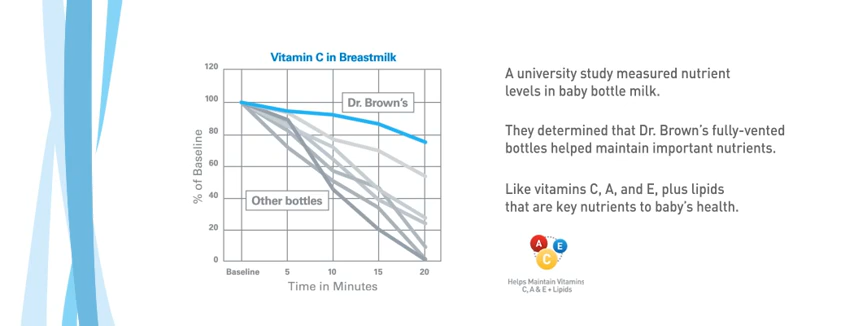 Vitamin C in Breastmilk
120
100
80
60
40
20
0
% of Baseline
Dr. Brown's
Other bottles
Baseline
5
10
15
20
Time in Minutes
A university study measured nutrient
levels in baby bottle milk.
They determined that Dr. Brown's fully-vented
bottles helped maintain important nutrients.
Like vitamins C, A, and E, plus lipids
that are key nutrients to baby's health.
A
E
C
Helps Maintain Vitamins
C, A & E + Lipids